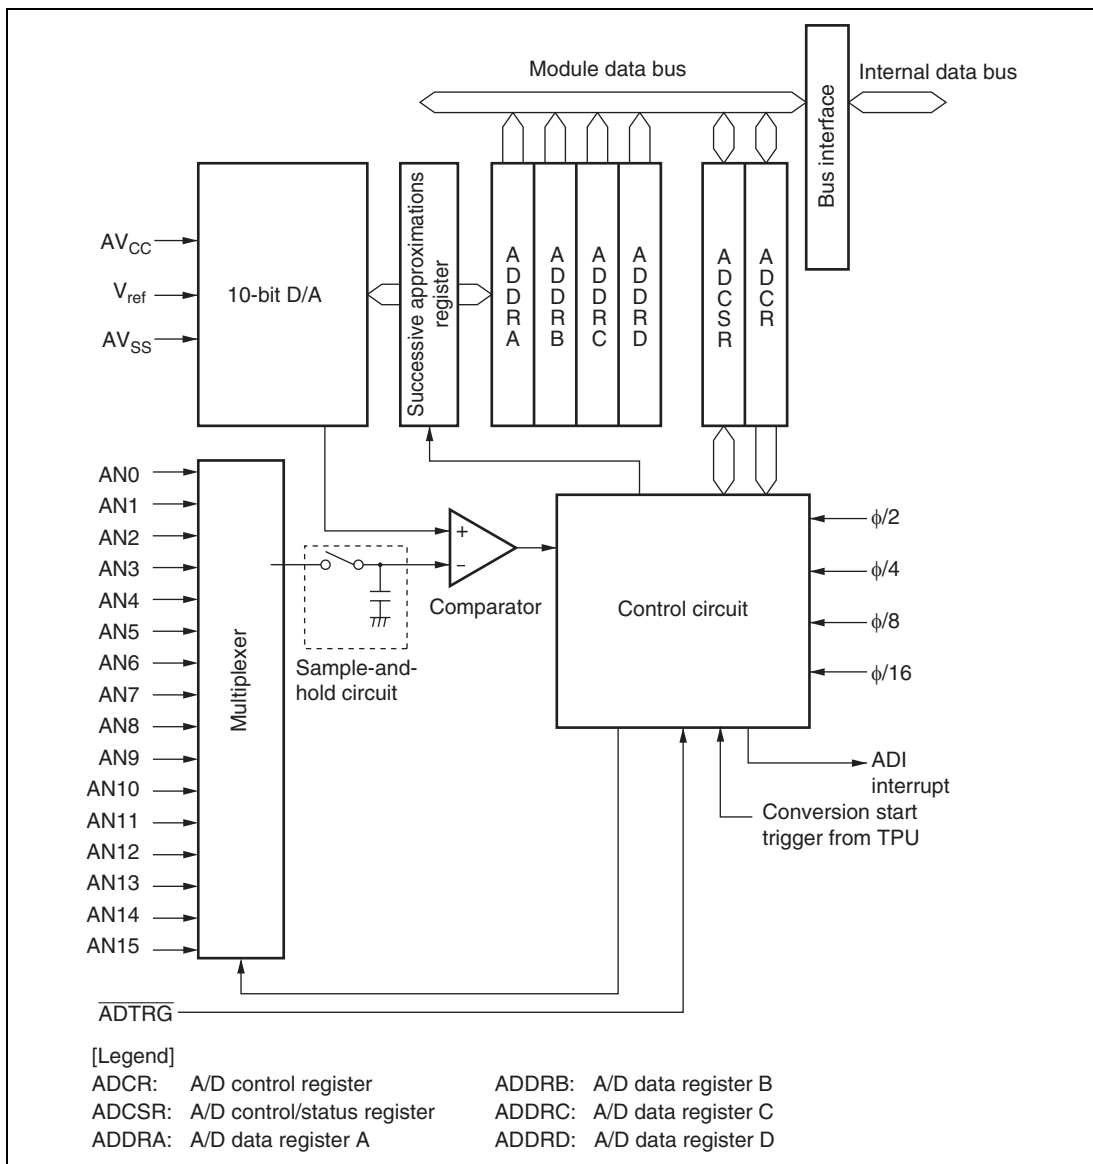 Module data bus
Internal data bus
Bus interface
AVCC
Vref
AVSS
10-bit D/A
Successive approximations
register
ADDRA
ADDRB
ADDRC
ADDRD
ADCSR
ADCR
AN0
AN1
AN2
AN3
AN4
AN5
AN6
AN7
AN8
AN9
AN10
AN11
AN12
AN13
AN14
AN15
Multiplexer
+
−
Comparator
Sample-and-
hold circuit
Control circuit
ϕ/2
ϕ/4
ϕ/8
ϕ/16
ADI
interrupt
Conversion start
trigger from TPU
ADTRG
[Legend]
ADCR: A/D control register
ADCSR: A/D control/status register
ADDRA: A/D data register A
ADDRB: A/D data register B
ADDRC: A/D data register C
ADDRD: A/D data register D